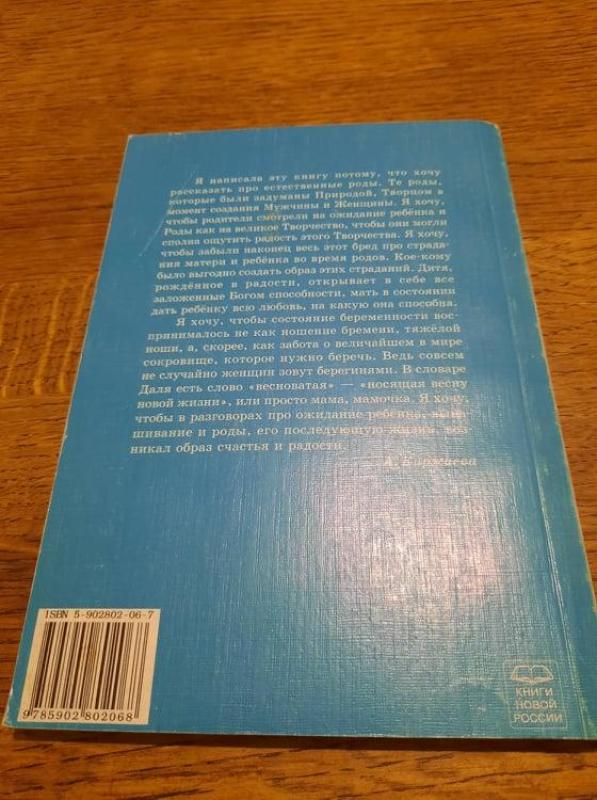 Я написала эту книгу потому, что хочу
рассказать про естественные роды. Те роды,
которые были задуманы Природой, Творцом в
момент создания Мужчины и Женщины. Я хочу,
чтобы родители смотрели на ожидание ребёнка и
Роды как на великое Творчество, чтобы они могли
сполна ощутить радость этого Творчества. Я хочу,
чтобы забыли наконец весь этот бред про страда-
ния матери и ребёнка во время родов. Кое-кому
было выгодно создать образ этих страданий. Дитя,
рождённое в радости, открывает в себе все
заложенные Богом способности, мать в состоянии
дать ребёнку всю любовь, на какую она способна.
Я хочу, чтобы состояние беременности вос-
принималось не как ношение бремени, тяжёлой
ноши, а, скорее, как забота о величайшем в мире
сокровище, которое нужно беречь. Ведь совсем
не случайно женщин зовут берегинями. В словаре
Даля есть слово «весноватая» — «носящая весну
новой жизни», или просто мама, мамочка. Я хочу,
чтобы в разговорах про ожидание ребёнка, вына-
шивание и роды, его последующую жизнь, воз-
никал образ счастья и радости.
А.
ISBN 5-902802-06-7
9785902802068
КНИГИ
НОВОЙ
РОССИИ